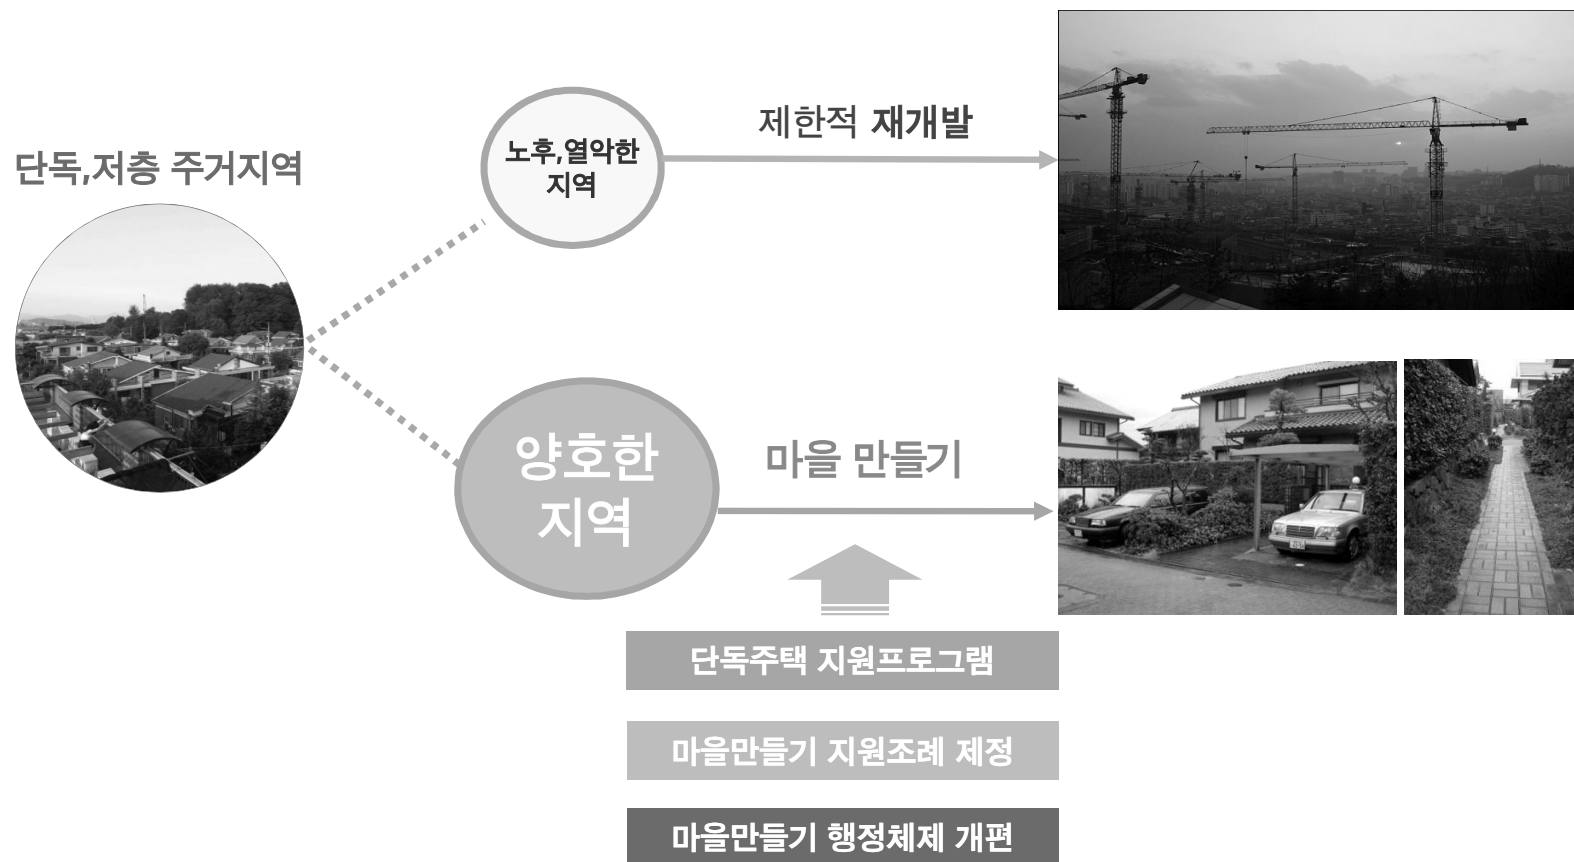 단독,저층 주거지역
노후,열악한
지역
제한적 재개발
양호한
지역
마을 만들기
단독주택 지원프로그램
마을만들기 지원조례 제정
마을만들기 행정체제 개편